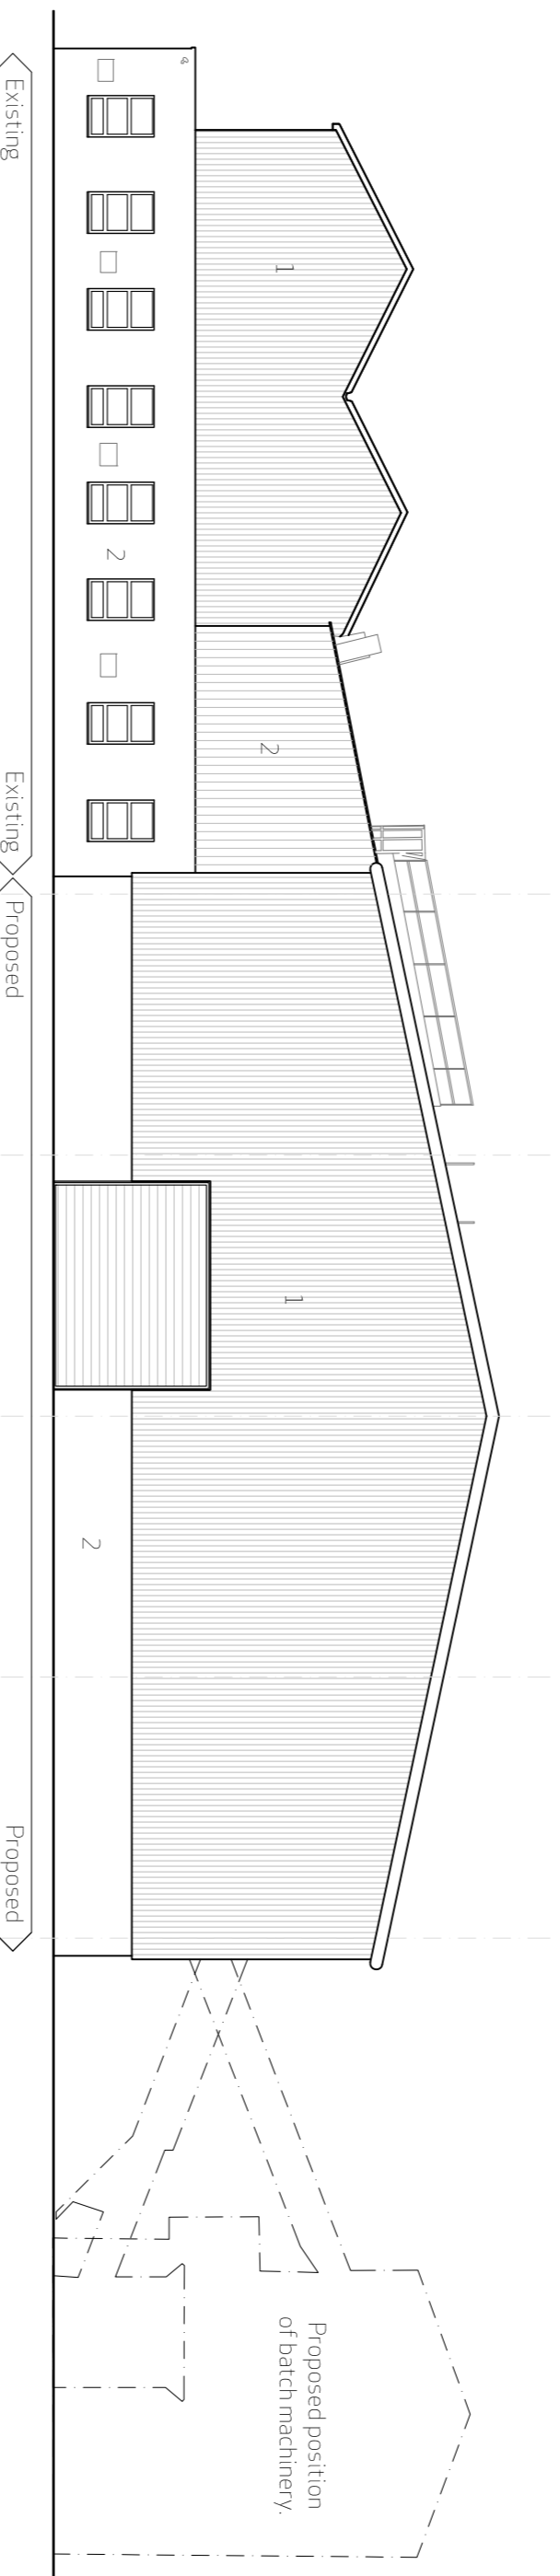 1
2
2
1
2
Proposed position
of batch machinery.
Existing
Existing
Proposed
Proposed